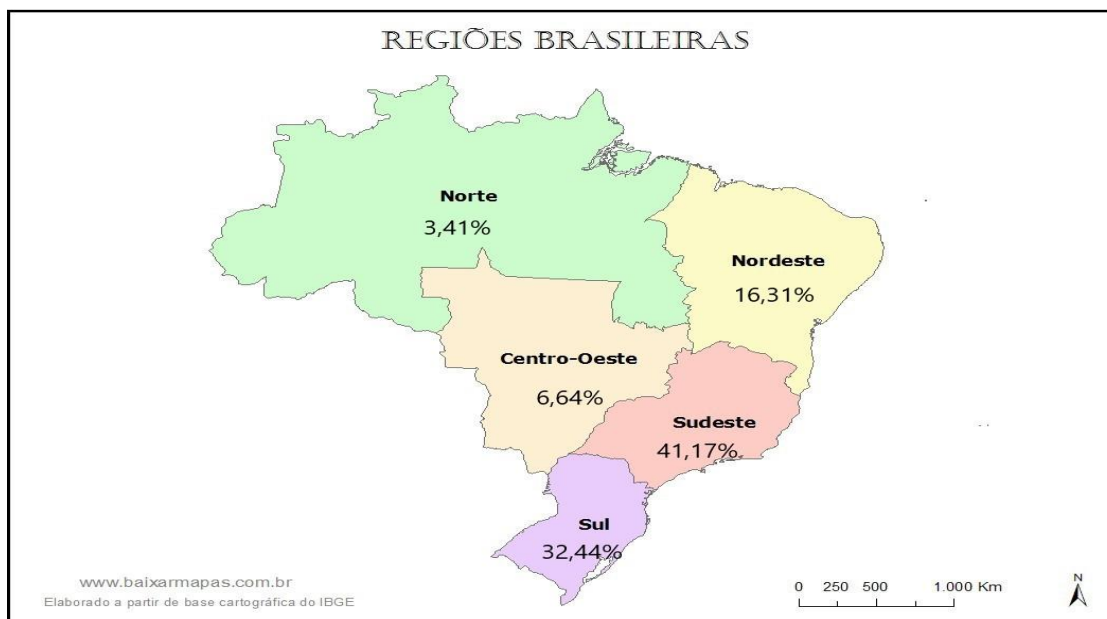 REGIÕES BRASILEIRAS
Norte
3,41%
Nordeste
16,31%
Centro-Oeste
6,64%
Sudeste
41,17%
Sul
32,44%
www.baixarmapas.com.br
Elaborado a partir de base cartográfica do IBGE
0 250 500 1.000 Km
N